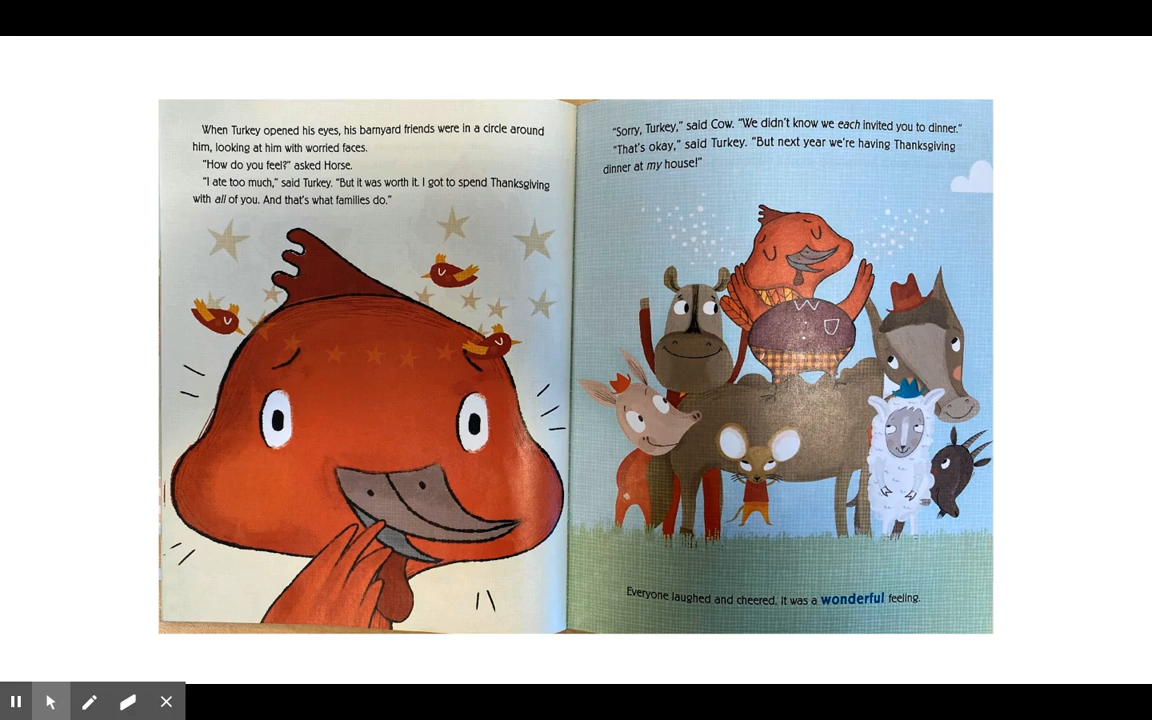 When Turkey opened his eyes, his barnyard friends were in a circle around
him, looking at him with worried faces.
“How do you feel?” asked Horse.
“I ate too much,” said Turkey. “But it was worth it. I got to spend Thanksgiving
with all of you. And that’s what families do.”
“Sorry, Turkey,” said Cow. “We didn’t know we each invited you to dinner.”
“That’s okay,” said Turkey. “But next year we’re having Thanksgiving
dinner at my house!”
Everyone laughed and cheered. It was a wonderful feeling.